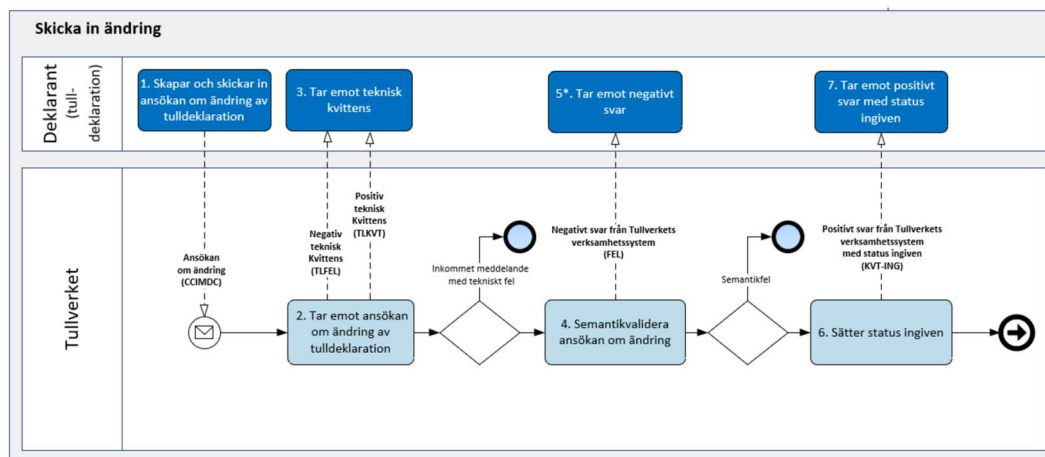 Skicka in ändring
Deklarant
(tull-
deklaration)
1. Skapar och skickar in
ansökan om ändring av
tulldeklaration
3. Tar emot teknisk
kvittens
5*. Tar emot negativt
svar
7. Tar emot positivt
svar med status
ingiven
Tullverket
Ansökan
om ändring
(CCIMDC)
Negativ
teknisk
Kvittens
(TLFEL)
Positiv
teknisk
Kvittens
(TLKVT)
Inkommet meddelande
med tekniskt fel
Negativt svar från Tullverkets
verksamhetssystem
(FEL)
Semantikfel
Positivt svar från Tullverkets
verksamhetssystem
med status ingiven
(KVT-ING)
2. Tar emot ansökan
om ändring av
tulldeklaration
4. Semantikvalidera
ansökan om ändring
6. Sätter status ingiven